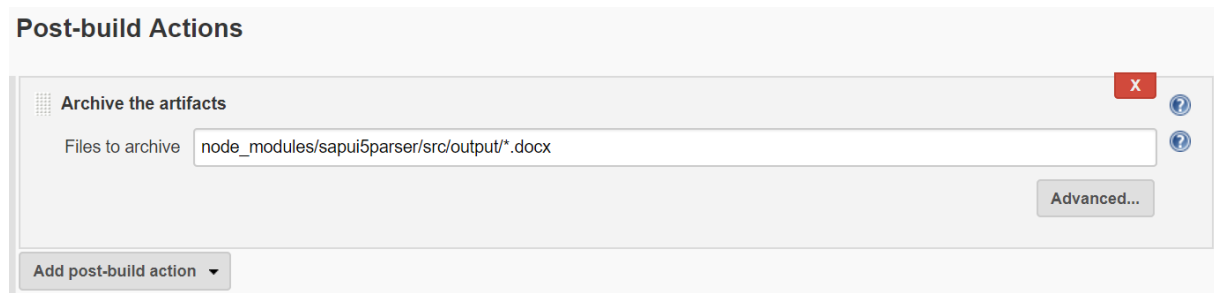 Post-build Actions
X
Archive the artifacts
?
Files to archive node_modules/sapui5parser/src/output/*.docx
?
Advanced...
Add post-build action